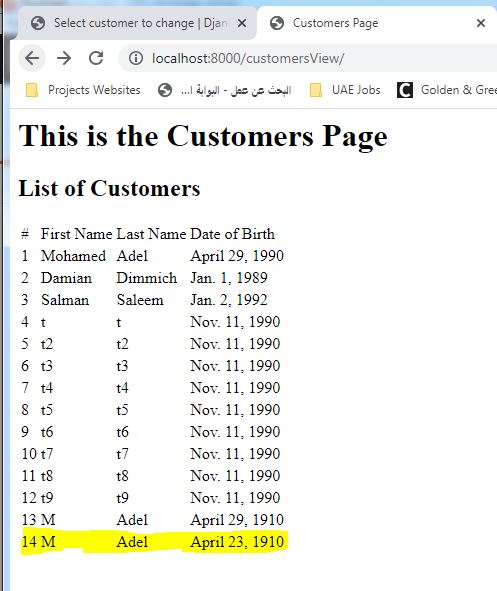 Select customer to change | Djan
Customers Page
localhost:8000/customersView/
Projects Websites
البحث عن عمل - البوابة ا...
UAE Jobs
Golden & Gree
This is the Customers Page
List of Customers
# First Name Last Name Date of Birth
1 Mohamed Adel April 29, 1990
2 Damian Dimmich Jan. 1, 1989
3 Salman Saleem Jan. 2, 1992
4 t t Nov. 11, 1990
5 t2 t2 Nov. 11, 1990
6 t3 t3 Nov. 11, 1990
7 t4 t4 Nov. 11, 1990
8 t5 t5 Nov. 11, 1990
9 t6 t6 Nov. 11, 1990
10 t7 t7 Nov. 11, 1990
11 t8 t8 Nov. 11, 1990
12 t9 t9 Nov. 11, 1990
13 M Adel April 29, 1910
14 M Adel April 23, 1910